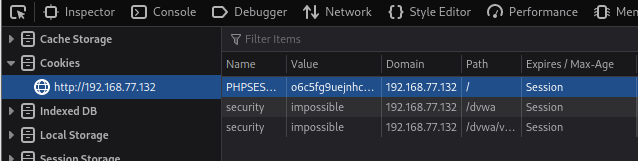 Inspector Console Debugger Network Style Editor Performance Men
Cache Storage
Filter Items
Cookies
Name Value Domain Path Expires / Max-Age
http://192.168.77.132
PHPSES... o6c5fg9uejnhc... 192.168.77.132 / Session
Indexed DB
security impossible 192.168.77.132 /dvwa Session
security impossible 192.168.77.132 /dvwa/v... Session
Local Storage
Session Storage